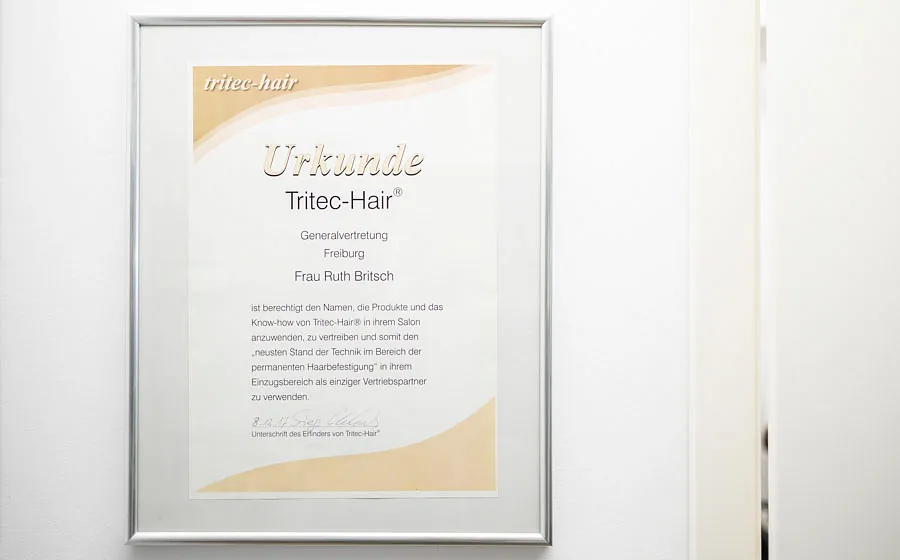 tritec-hair
Urkunde
Tritec-Hair®
Generalvertretung
Freiburg
Frau Ruth Britsch
ist berechtigt den Namen, die Produkte und das
Know-how von Tritec-Hair® in ihrem Salon
anzuwenden, zu vertreiben und somit den
„neusten Stand der Technik im Bereich der
permanenten Haarbefestigung" in ihrem
Einzugsbereich als einziger Vertriebspartner
zu verwenden.
Unterschrift des Erfinders von Tritec-Hair®